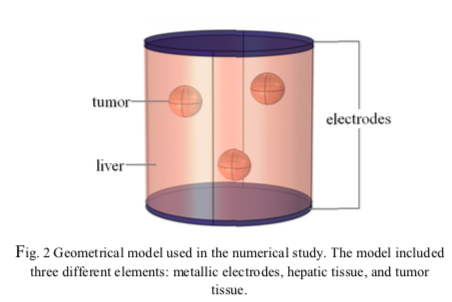 tumor
electrodes
liver
Fig. 2 Geometrical model used in the numerical study. The model included
three different elements: metallic electrodes, hepatic tissue, and tumor
tissue.